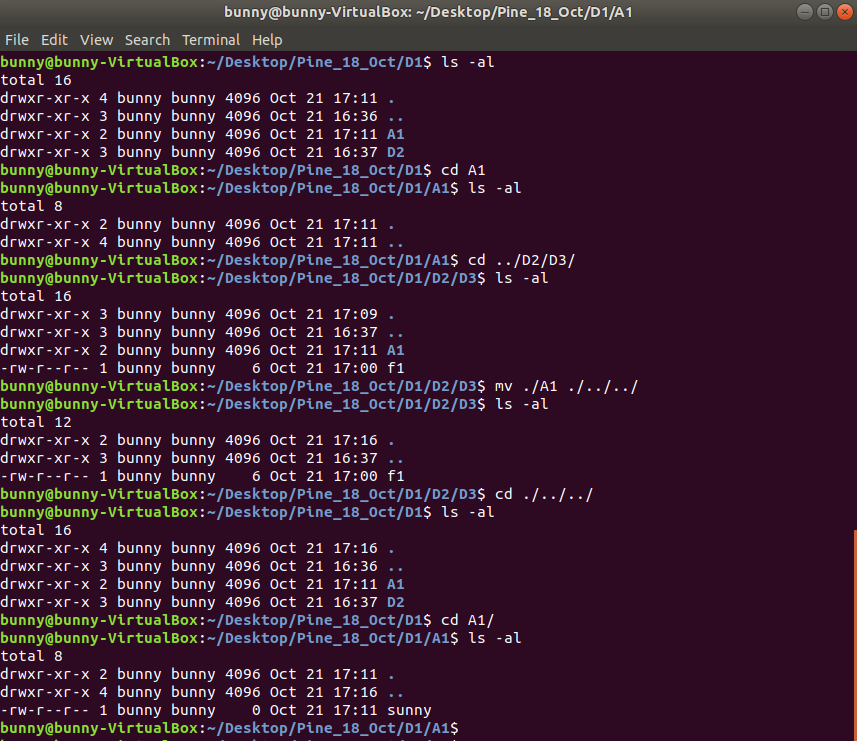 bunny@bunny-VirtualBox: ~/Desktop/Pine_18_Oct/D1/A1
File Edit View Search Terminal Help
bunny@bunny-VirtualBox:~/Desktop/Pine_18_Oct/D1$ ls -al
total 16
drwxr-xr-x 4 bunny bunny 4096 Oct 21 17:11 .
drwxr-xr-x 3 bunny bunny 4096 Oct 21 16:36 ..
drwxr-xr-x 2 bunny bunny 4096 Oct 21 17:11 A1
drwxr-xr-x 3 bunny bunny 4096 Oct 21 16:37 D2
bunny@bunny-VirtualBox:~/Desktop/Pine_18_Oct/D1$ cd A1
bunny@bunny-VirtualBox:~/Desktop/Pine_18_Oct/D1/A1$ ls -al
total 8
drwxr-xr-x 2 bunny bunny 4096 Oct 21 17:11 .
drwxr-xr-x 4 bunny bunny 4096 Oct 21 17:11 ..
bunny@bunny-VirtualBox:~/Desktop/Pine_18_Oct/D1/A1$ cd ../D2/D3/
bunny@bunny-VirtualBox:~/Desktop/Pine_18_Oct/D1/D2/D3$ ls -al
total 16
drwxr-xr-x 3 bunny bunny 4096 Oct 21 17:09 .
drwxr-xr-x 3 bunny bunny 4096 Oct 21 16:37 ..
drwxr-xr-x 2 bunny bunny 4096 Oct 21 17:11 A1
-rw-r--r-- 1 bunny bunny    6 Oct 21 17:00 f1
bunny@bunny-VirtualBox:~/Desktop/Pine_18_Oct/D1/D2/D3$ mv ./A1 ./../../
bunny@bunny-VirtualBox:~/Desktop/Pine_18_Oct/D1/D2/D3$ ls -al
total 12
drwxr-xr-x 2 bunny bunny 4096 Oct 21 17:16 .
drwxr-xr-x 3 bunny bunny 4096 Oct 21 16:37 ..
-rw-r--r-- 1 bunny bunny    6 Oct 21 17:00 f1
bunny@bunny-VirtualBox:~/Desktop/Pine_18_Oct/D1/D2/D3$ cd ./../../
bunny@bunny-VirtualBox:~/Desktop/Pine_18_Oct/D1$ ls -al
total 16
drwxr-xr-x 4 bunny bunny 4096 Oct 21 17:16 .
drwxr-xr-x 3 bunny bunny 4096 Oct 21 16:36 ..
drwxr-xr-x 2 bunny bunny 4096 Oct 21 17:11 A1
drwxr-xr-x 3 bunny bunny 4096 Oct 21 16:37 D2
bunny@bunny-VirtualBox:~/Desktop/Pine_18_Oct/D1$ cd A1/
bunny@bunny-VirtualBox:~/Desktop/Pine_18_Oct/D1/A1$ ls -al
total 8
drwxr-xr-x 2 bunny bunny 4096 Oct 21 17:11 .
drwxr-xr-x 4 bunny bunny 4096 Oct 21 17:16 ..
-rw-r--r-- 1 bunny bunny    0 Oct 21 17:11 sunny
bunny@bunny-VirtualBox:~/Desktop/Pine_18_Oct/D1/A1$